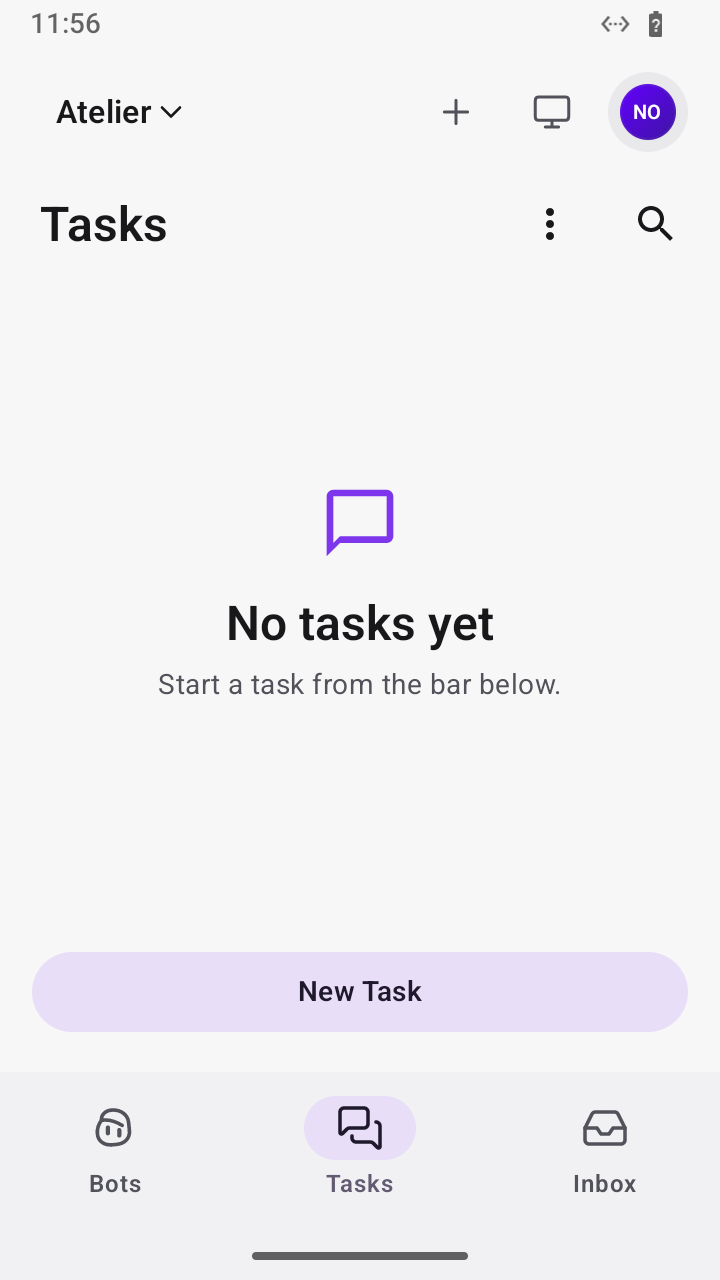 11:56
Atelier
NO
Tasks
No tasks yet
Start a task from the bar below.
New Task
Bots
Tasks
Inbox